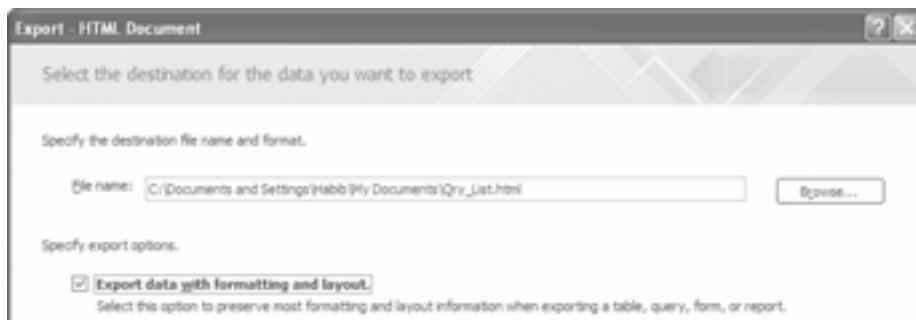 Export - HTML Document
Select the destination for the data you want to export
Specify the destination file name and format.
File name: C:\Documents and Settings\Habib\My Documents\Qry_List.html Browse...
Specify export options.
Export data with formatting and layout.
Select this option to preserve most formatting and layout information when exporting a table, query, form, or report.